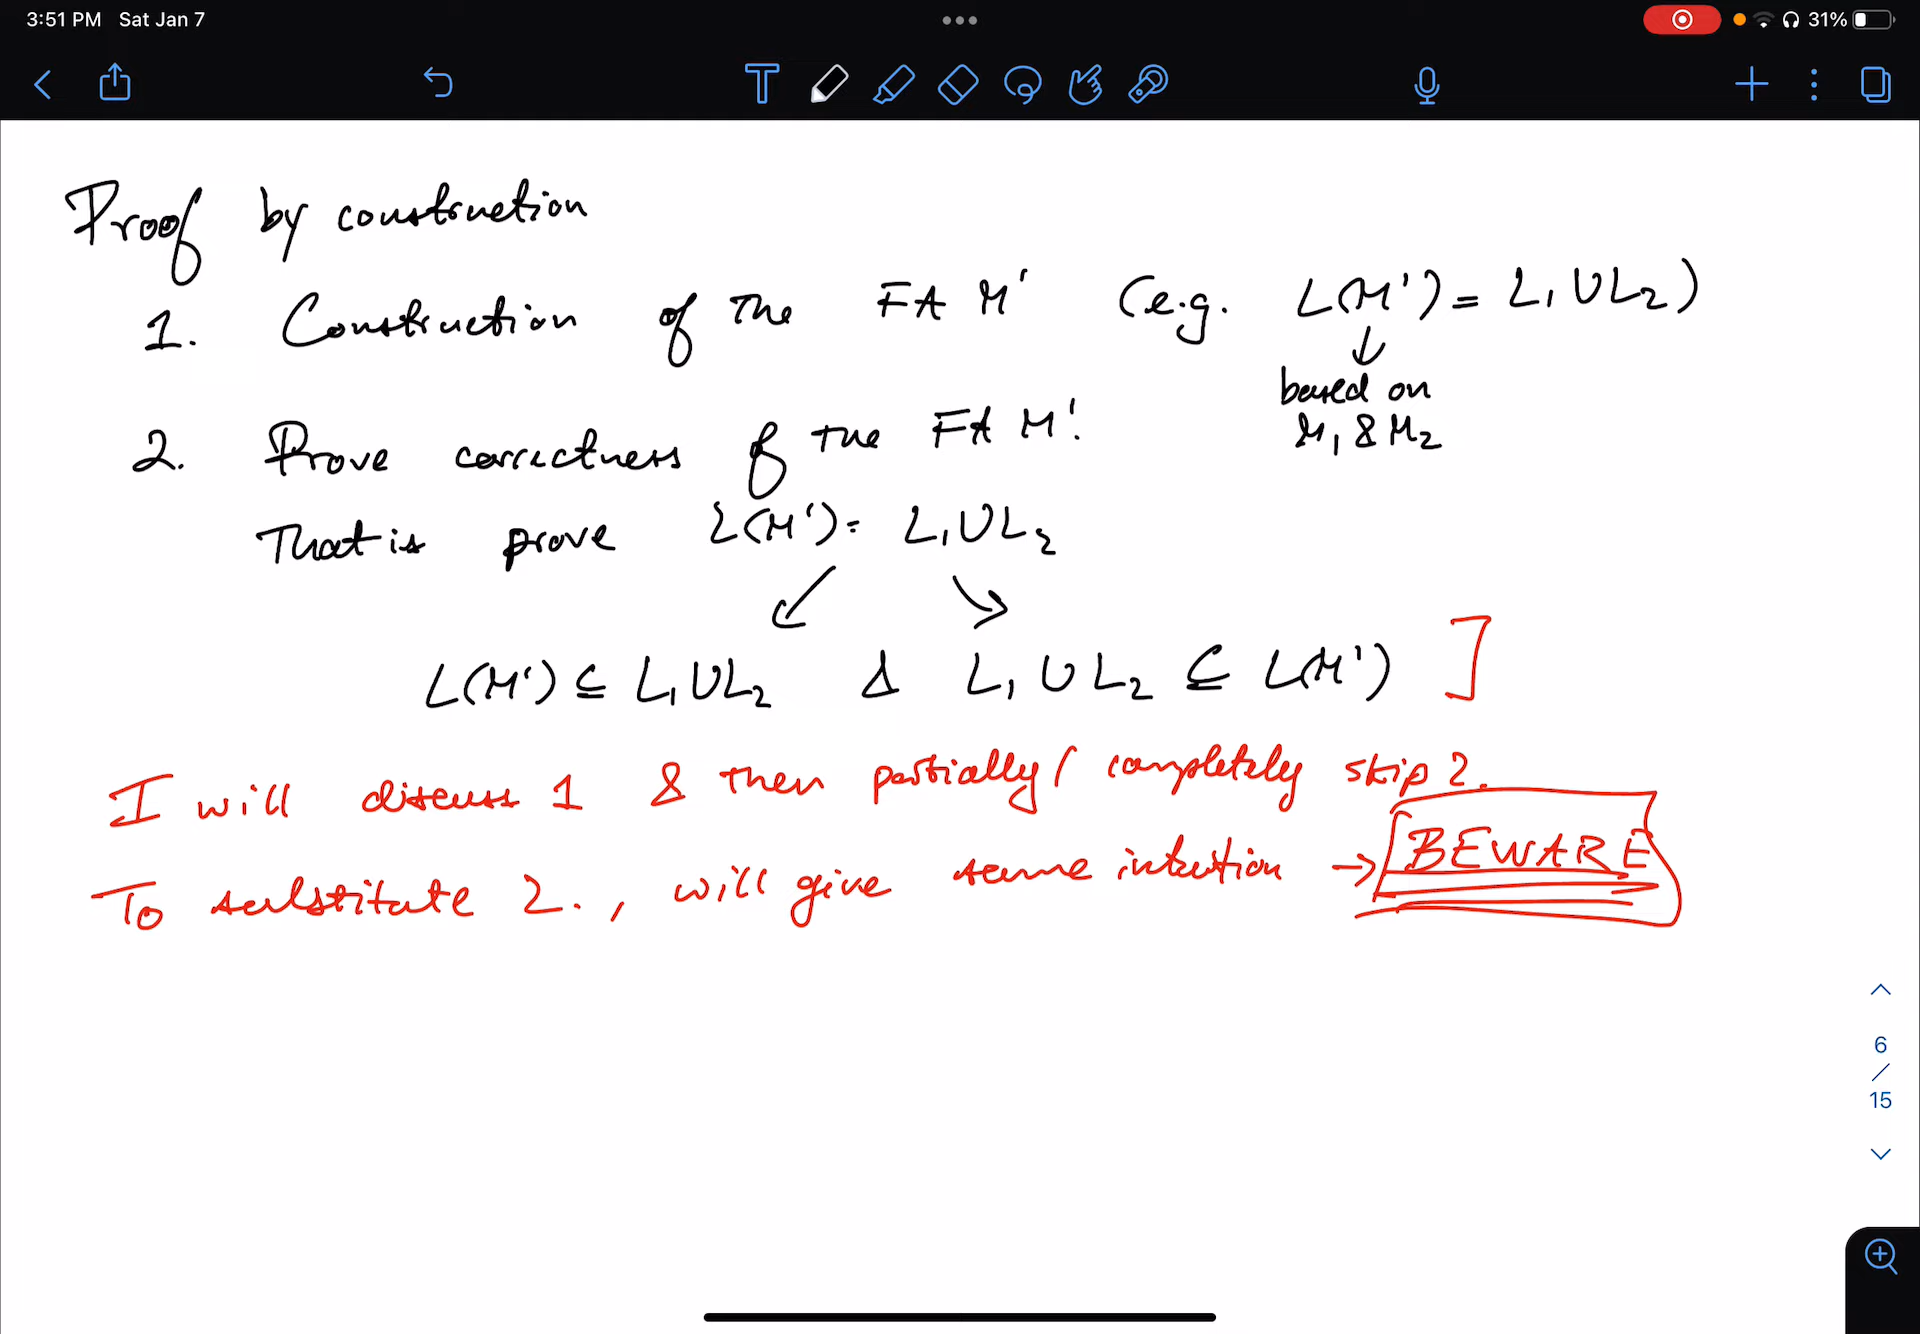 3:51 PM Sat Jan 7
31%
Proof by construction
1. Construction of the FA M' (e.g. L(M') = L₁ ∪ L₂)
↓
based on
M₁ & M₂
2. Prove correctness of the FA M'.
That is prove L(M') = L₁ ∪ L₂
↙ ↘
L(M') ⊆ L₁ ∪ L₂ & L₁ ∪ L₂ ⊆ L(M') ]
I will discuss 1 & then partially / completely skip 2.
To substitute 2., will give some intuition → BEWARE
6
/
15